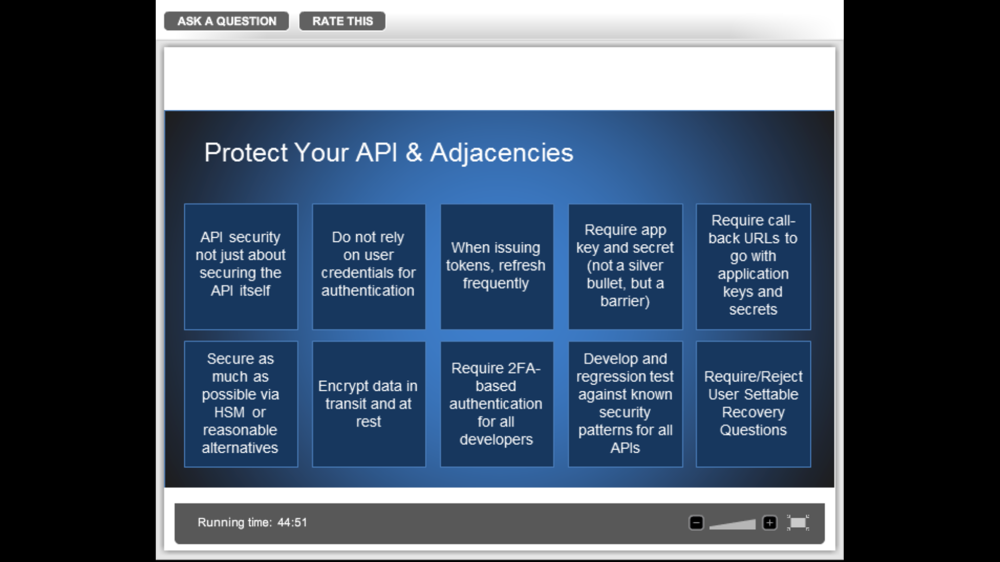 ASK A QUESTION
RATE THIS
Protect Your API & Adjacencies
API security
not just about
securing the
API itself
Do not rely
on user
credentials for
authentication
When issuing
tokens, refresh
frequently
Require app
key and secret
(not a silver
bullet, but a
barrier)
Require call-
back URLs to
go with
application
keys and
secrets
Secure as
much as
possible via
HSM or
reasonable
alternatives
Encrypt data in
transit and at
rest
Require 2FA-
based
authentication
for all
developers
Develop and
regression test
against known
security
patterns for all
APIs
Require/Reject
User Settable
Recovery
Questions
Running time: 44:51